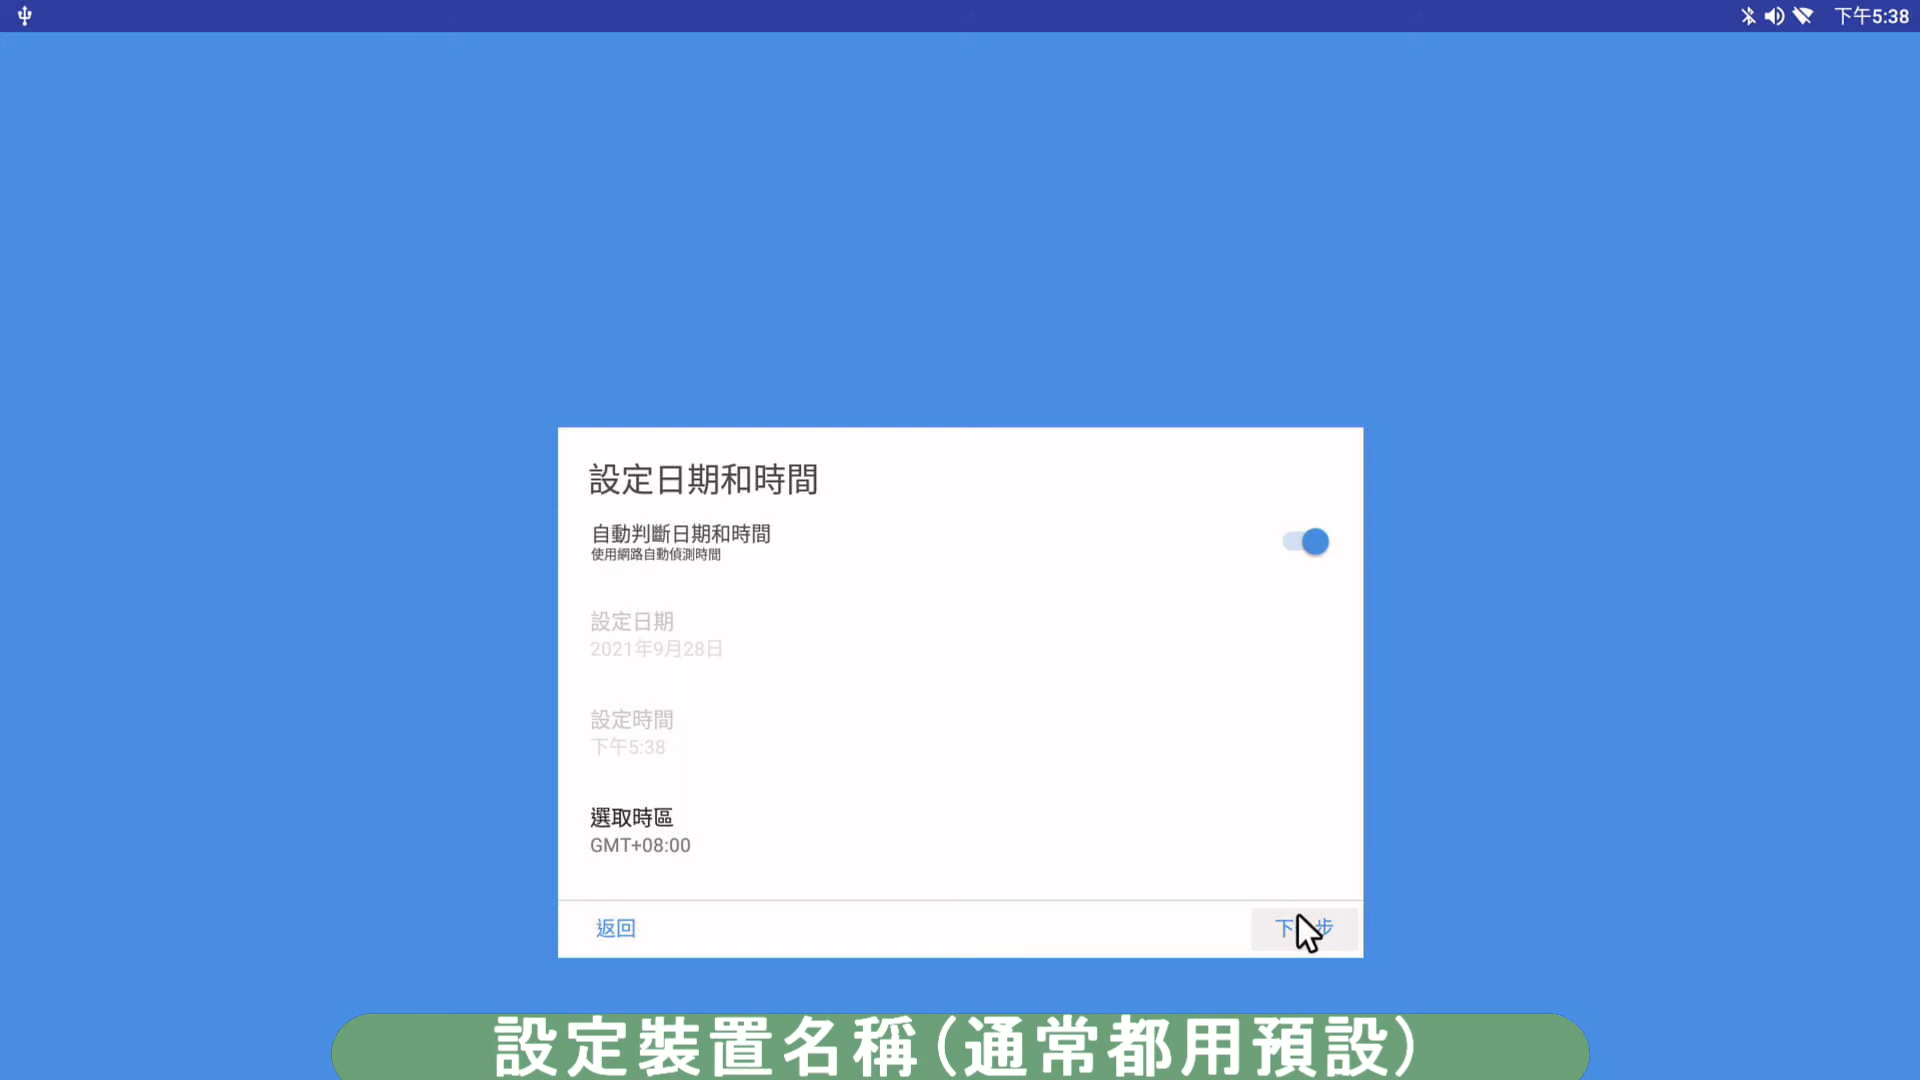 下午5:38
設定日期和時間
自動判斷日期和時間
使用網路自動偵測時間
設定日期
2021年9月28日
設定時間
下午5:38
選取時區
GMT+08:00
返回
下一步
設定裝置名稱(通常都用預設)